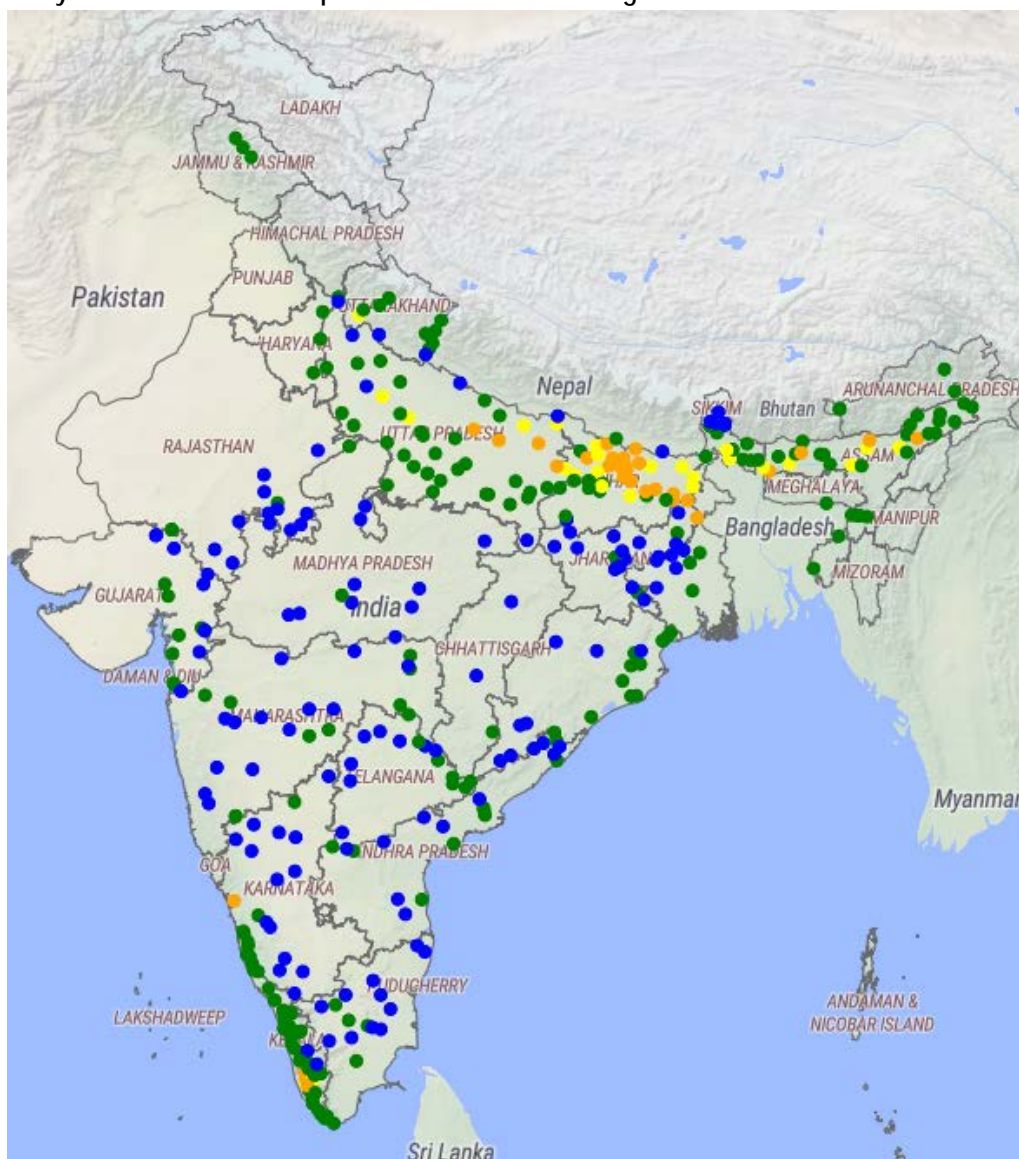 LADAKH
JAMMU & KASHMIR
HIMACHAL PRADESH
PUNJAB
Pakistan
UTTARAKHAND
HARYANA
Nepal
ARUNANCHAL PRADESH
SIKKIM
Bhutan
RAJASTHAN
UTTAR PRADESH
ASSAM
BIHAR
MEGHALAYA
Bangladesh
MANIPUR
MADHYA PRADESH
JHARKHAND
MIZORAM
GUJARAT
India
CHHATTISGARH
DAMAN & DIU
MAHARASHTRA
TELANGANA
Myanmar
ANDHRA PRADESH
GOA
KARNATAKA
PUDUCHERRY
LAKSHADWEEP
ANDAMAN &
NICOBAR ISLAND
KERALA
Sri Lanka